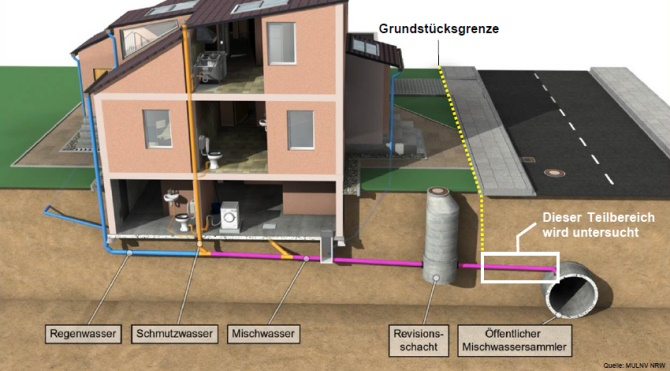 Grundstücksgrenze
Dieser Teilbereich
wird untersucht
Regenwasser
Schmutzwasser
Mischwasser
Revisions-
schacht
Öffentlicher
Mischwassersammler
Quelle: MULNV NRW